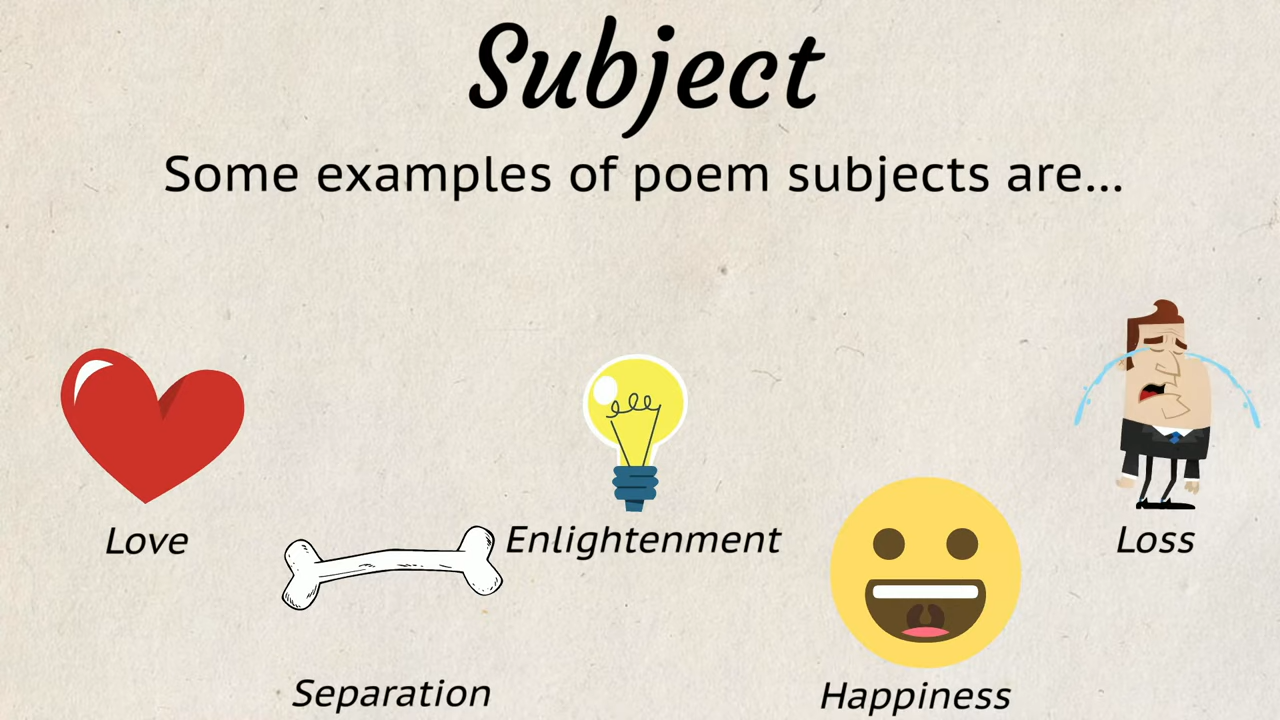 Subject
Some examples of poem subjects are...
Love
Enlightenment
Loss
Separation
Happiness